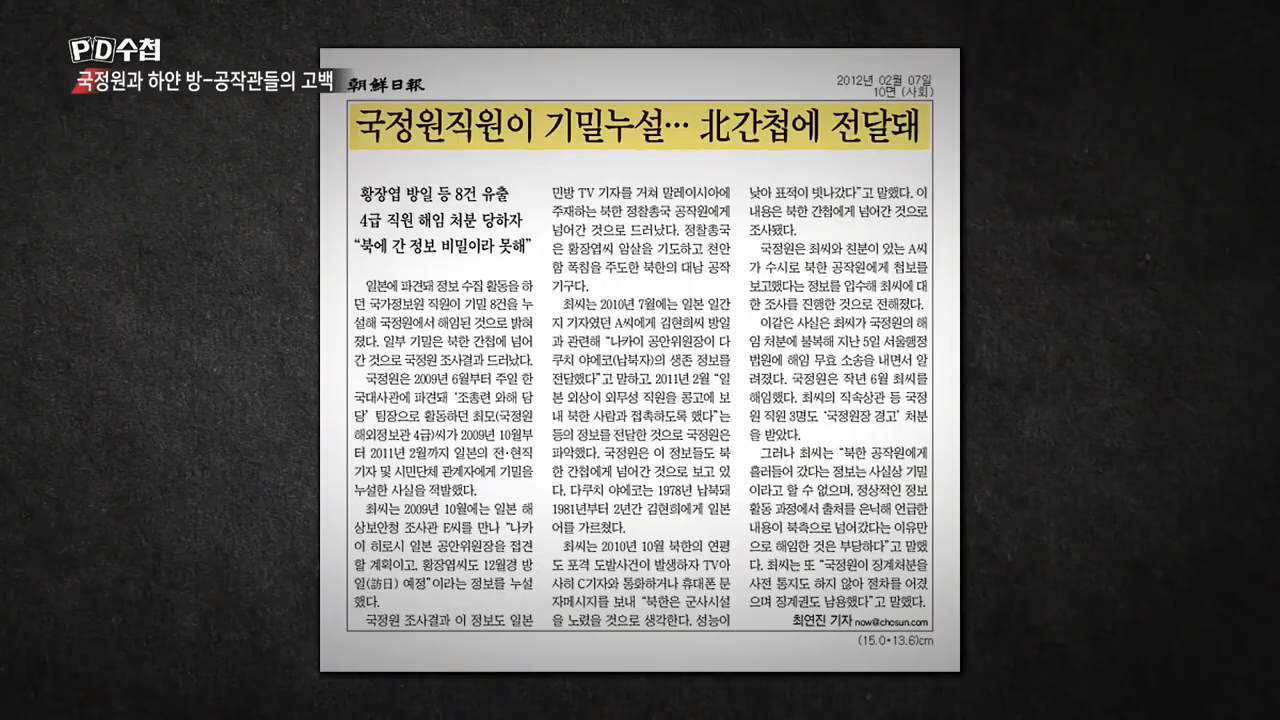 PD수첩
국정원과 하얀 방-공작관들의 고백
朝鮮日報
2012년 02월 07일
10면 (사회)
국정원직원이 기밀누설… 北간첩에 전달돼
황장엽 방일 등 8건 유출
4급 직원 해임 처분 당하자
“북에 간 정보 비밀이라 못해”
일본에 파견돼 정보 수집 활동을 하
던 국가정보원 직원이 기밀 8건을 누
설해 국정원에서 해임된 것으로 밝혀
졌다. 일부 기밀은 북한 간첩에 넘어
간 것으로 국정원 조사결과 드러났다.
국정원은 2009년 6월부터 주일 한
국대사관에 파견돼 ‘조총련 와해 담
당’ 팀장으로 활동하던 최모(국정원
해외정보관 4급)씨가 2009년 10월부
터 2011년 2월까지 일본의 전·현직
기자 및 시민단체 관계자에게 기밀을
누설한 사실을 적발했다.
최씨는 2009년 10월에는 일본 해
상보안청 조사관 E씨를 만나 “나카
이 히로시 일본 공안위원장을 접견
할 계획이고, 황장엽씨도 12월경 방
일(訪日) 예정”이라는 정보를 누설
했다.
국정원 조사결과 이 정보도 일본
민방 TV 기자를 거쳐 말레이시아에
주재하는 북한 정찰총국 공작원에게
넘어간 것으로 드러났다. 정찰총국
은 황장엽씨 암살을 기도하고 천안
함 폭침을 주도한 북한의 대남 공작
기구다.
최씨는 2010년 7월에는 일본 일간
지 기자였던 A씨에게 김현희씨 방일
과 관련해 “나카이 공안위원장이 다
쿠치 야에코(납북자)의 생존 정보를
전달했다”고 말하고, 2011년 2월 “일
본 외상이 외무성 직원을 콩고에 보
내 북한 사람과 접촉하도록 했다”는
등의 정보를 전달한 것으로 국정원은
파악했다. 국정원은 이 정보들도 북
한 간첩에게 넘어간 것으로 보고 있
다. 다쿠치 야에코는 1978년 납북돼
1981년부터 2년간 김현희에게 일본
어를 가르쳤다.
최씨는 2010년 10월 북한의 연평
도 포격 도발사건이 발생하자 TV아
사히 C기자와 통화하거나 휴대폰 문
자메시지를 보내 “북한은 군사시설
을 노렸을 것으로 생각한다. 성능이
낮아 표적이 빗나갔다”고 말했다. 이
내용은 북한 간첩에게 넘어간 것으로
조사됐다.
국정원은 최씨와 친분이 있는 A씨
가 수시로 북한 공작원에게 첩보를
보고했다는 정보를 입수해 최씨에 대
한 조사를 진행한 것으로 전해졌다.
이같은 사실은 최씨가 국정원의 해
임 처분에 불복해 지난 5일 서울행정
법원에 해임 무효 소송을 내면서 알
려졌다. 국정원은 작년 6월 최씨를
해임했다. 최씨의 직속상관 등 국정
원 직원 3명도 ‘국정원장 경고’ 처분
을 받았다.
그러나 최씨는 “북한 공작원에게
흘러들어 갔다는 정보는 사실상 기밀
이라고 할 수 없으며, 정상적인 정보
활동 과정에서 출처를 은닉해 언급한
내용이 북측으로 넘어갔다는 이유만
으로 해임한 것은 부당하다”고 말했
다. 최씨는 또 “국정원이 징계처분을
사전 통지도 하지 않아 절차를 어겼
으며 징계권도 남용했다”고 말했다.
최연진 기자 now@chosun.com
(15.0*13.6)cm